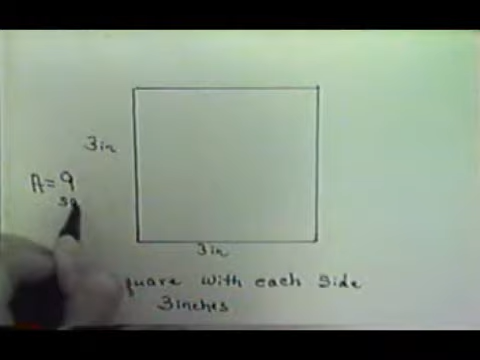 3in
A=9
sq
3in
quare with each side
3inches